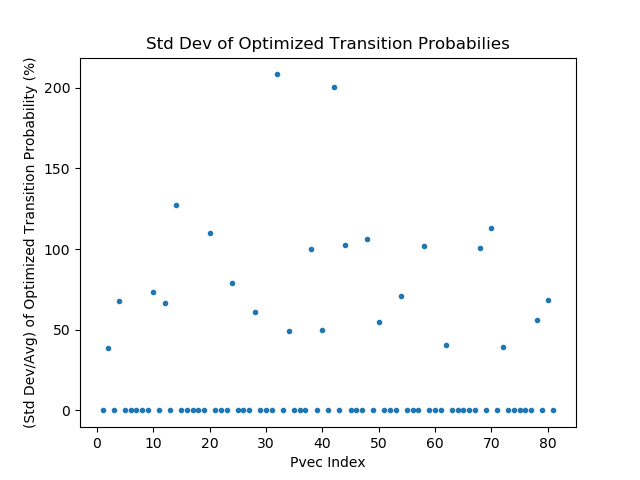 Std Dev of Optimized Transition Probabilies
(Std Dev/Avg) of Optimized Transition Probability (%)
200
150
100
50
0
0 10 20 30 40 50 60 70 80
Pvec Index